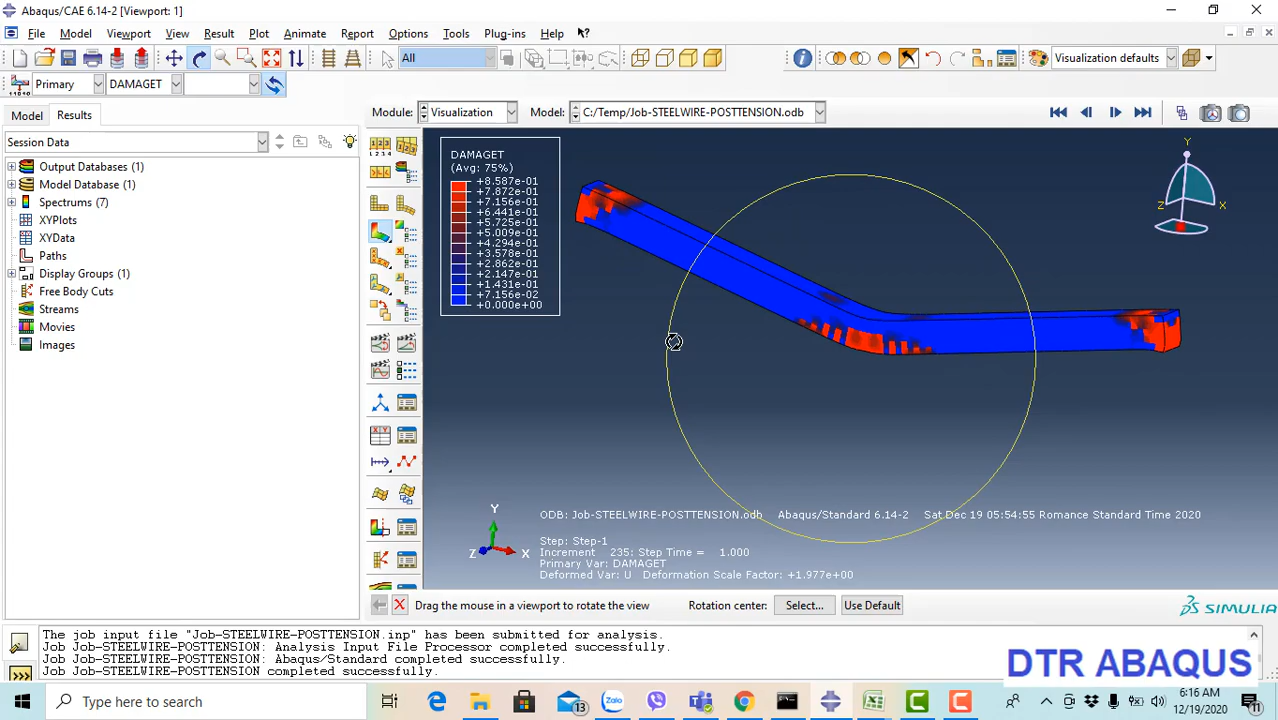 Abaqus/CAE 6.14-2 [Viewport: 1]
File Model Viewport View Result Plot Animate Report Options Tools Plug-ins Help
All Visualization defaults
Primary DAMAGET
Model Results
Module: Visualization Model: C:/Temp/Job-STEELWIRE-POSTTENSION.odb
Session Data
Output Databases (1)
Model Database (1)
Spectrums (7)
XYPlots
XYData
Paths
Display Groups (1)
Free Body Cuts
Streams
Movies
Images
DAMAGET
(Avg: 75%)
+8.587e-01
+7.872e-01
+7.156e-01
+6.441e-01
+5.725e-01
+5.009e-01
+4.294e-01
+3.578e-01
+2.862e-01
+2.147e-01
+1.431e-01
+7.156e-02
+0.000e+00
Y
Z X
Y
Z X
ODB: Job-STEELWIRE-POSTTENSION.odb Abaqus/Standard 6.14-2 Sat Dec 19 05:54:55 Romance Standard Time 2020
Step: Step-1
Increment 235: Step Time = 1.000
Primary Var: DAMAGET
Deformed Var: U Deformation Scale Factor: +1.977e+00
Drag the mouse in a viewport to rotate the view Rotation center: Select... Use Default
SIMULIA
The job input file "Job-STEELWIRE-POSTTENSION.inp" has been submitted for analysis.
Job Job-STEELWIRE-POSTTENSION: Analysis Input File Processor completed successfully.
Job Job-STEELWIRE-POSTTENSION: Abaqus/Standard completed successfully.
Job Job-STEELWIRE-POSTTENSION completed successfully.
DTR ABAQUS
Type here to search
13
Zalo
6:16 AM
12/19/2020
11